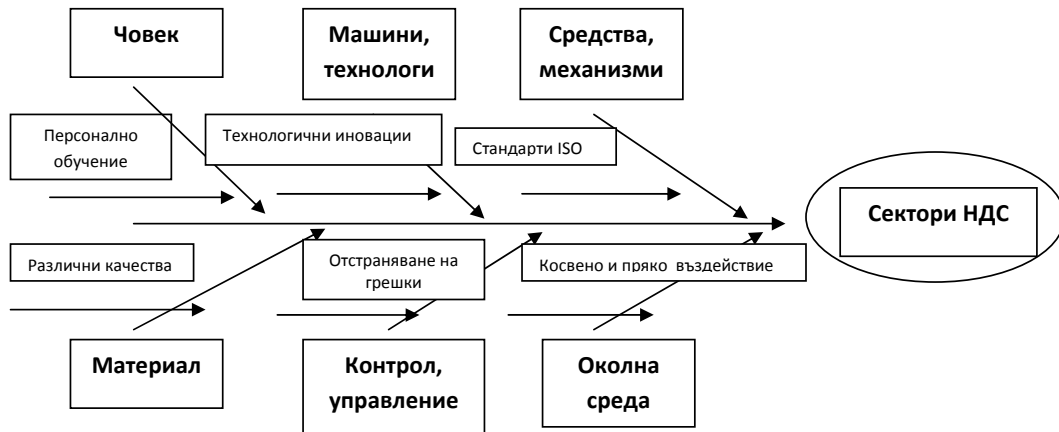 Човек
Машини,
технологи
Средства,
механизми
Персонално
обучение
Технологични иновации
Стандарти ISO
Сектори НДС
Различни качества
Отстраняване на
грешки
Косвено и пряко въздействие
Материал
Контрол,
управление
Околна
среда